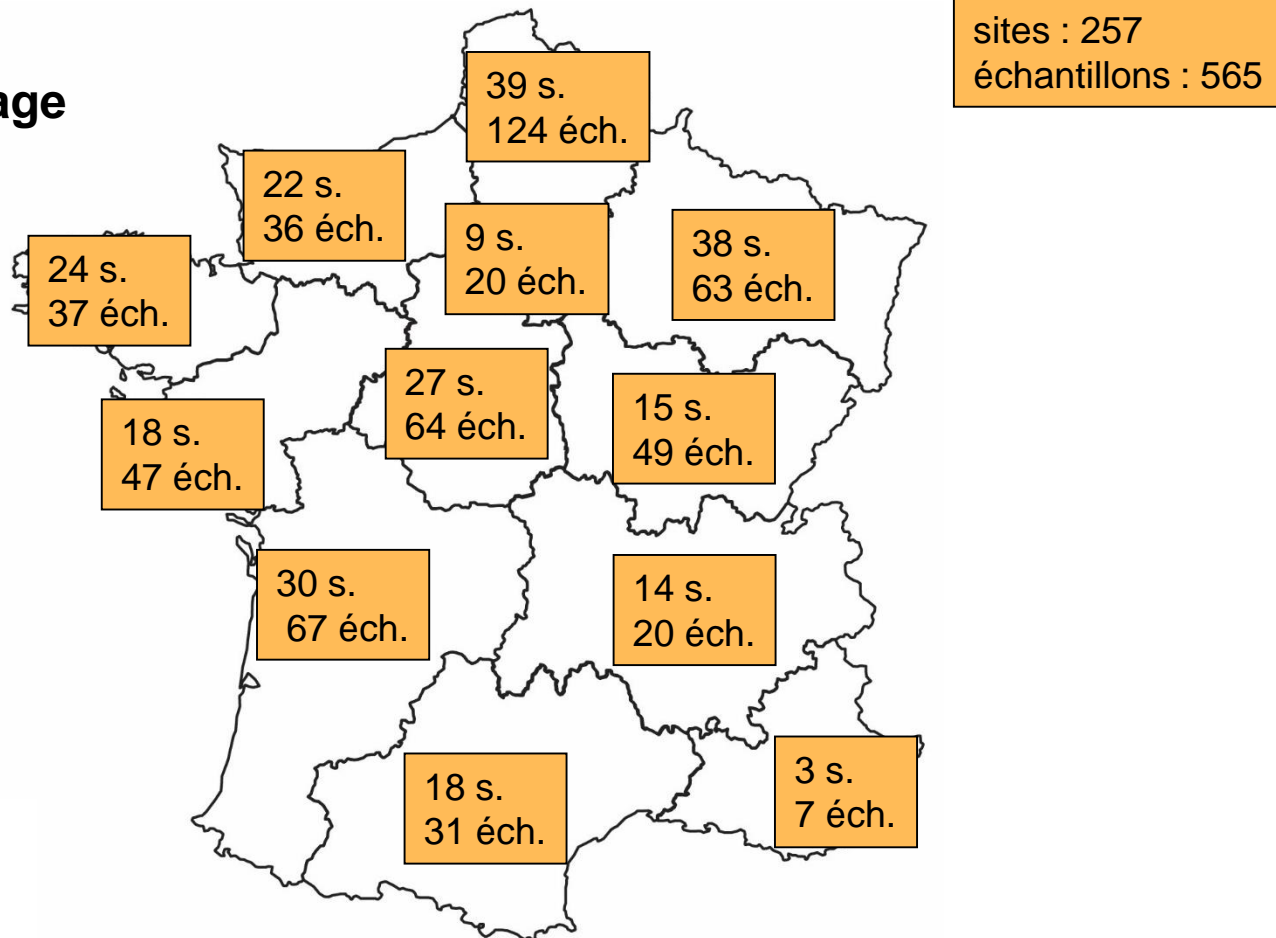 sites : 257
échantillons : 565
39 s.
124 éch.
22 s.
36 éch.
9 s.
20 éch.
38 s.
63 éch.
24 s.
37 éch.
27 s.
64 éch.
15 s.
49 éch.
18 s.
47 éch.
30 s.
67 éch.
14 s.
20 éch.
18 s.
31 éch.
3 s.
7 éch.